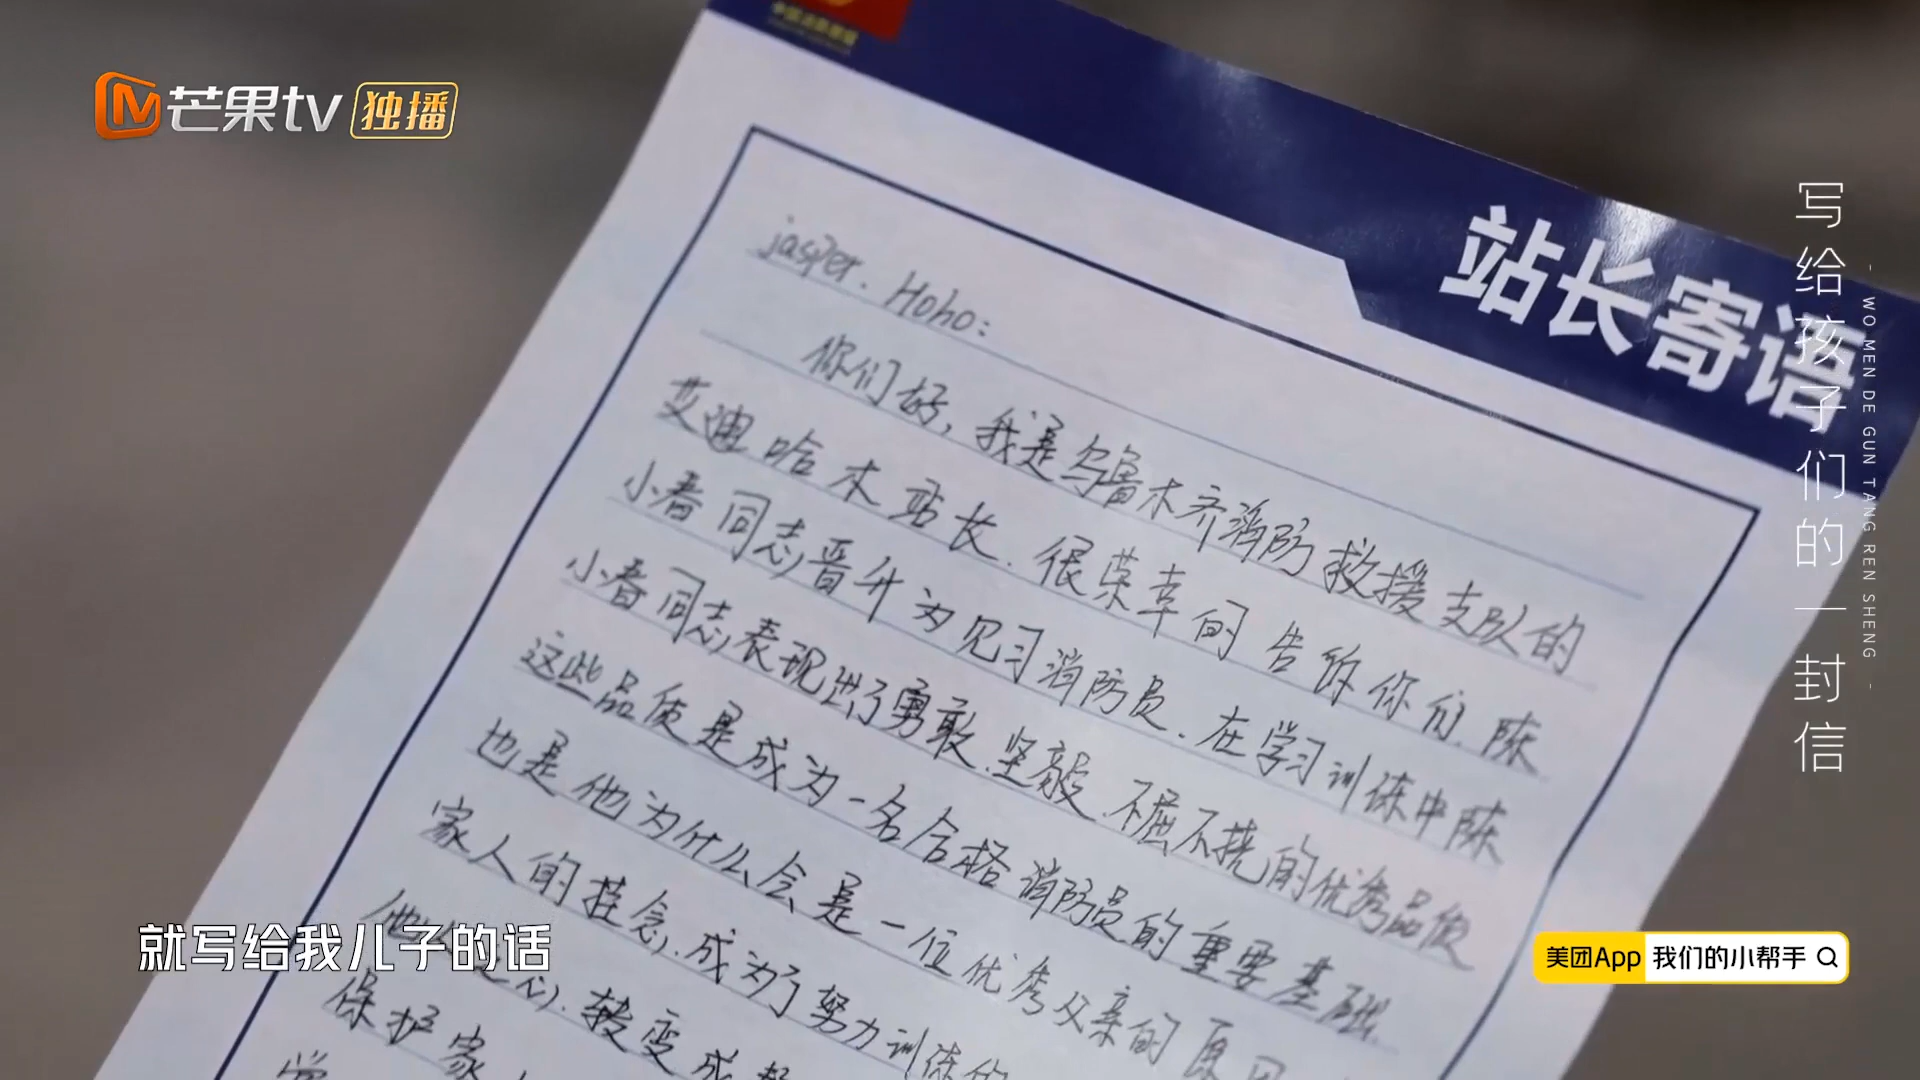 芒果tv 独播
站长寄语
jasper. Hoho:
你们好,我是乌鲁木齐消防救援支队的
艾迪哈木站长.很荣幸的告诉你们.陈
小春同志晋升为见习消防员.在学习训练中陈
小春同志表现出了勇敢.坚毅.不屈不挠的优秀品质
这些品质是成为一名合格消防员的重要基础.
也是他为什么会是一位优秀父亲的原因
家人的挂念.成为了努力训练的
转变成
保护家
写给孩子们的一封信
- WO MEN DE GUN TANG REN SHENG -
就写给我儿子的话
美团App 我们的小帮手